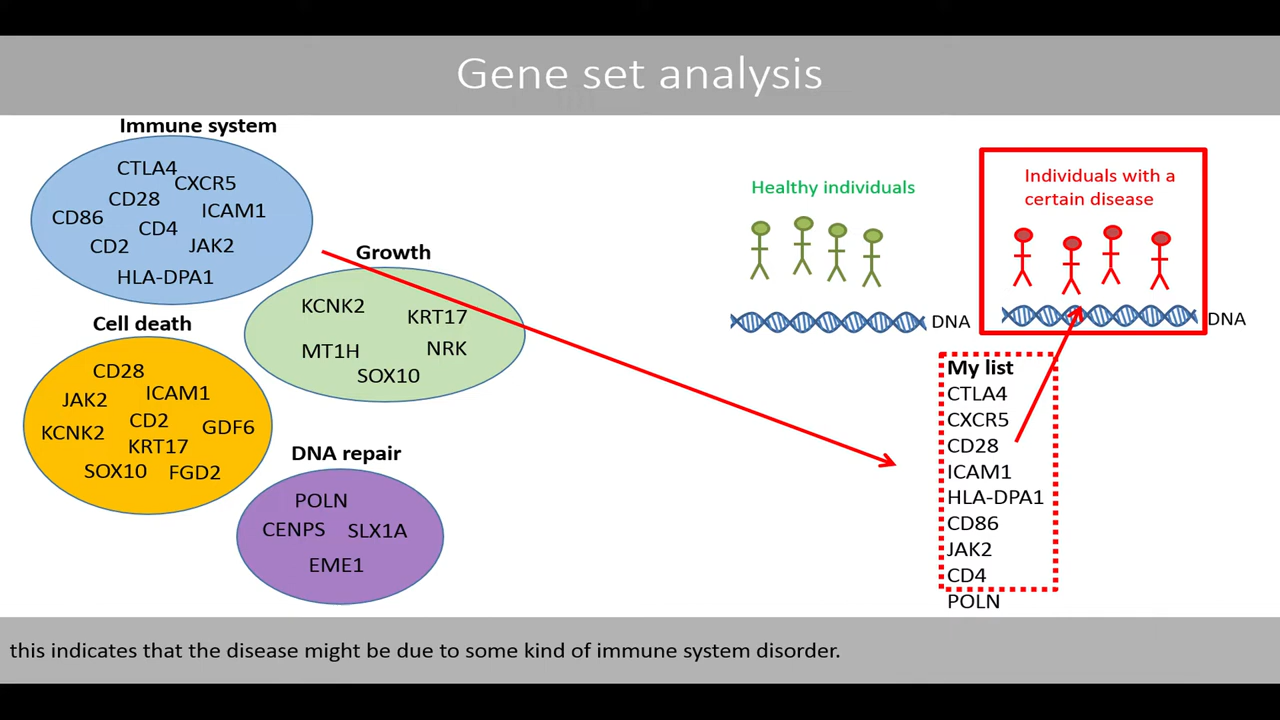 Gene set analysis
Immune system
CTLA4
CXCR5
CD28
CD86
ICAM1
CD4
CD2
JAK2
HLA-DPA1
Growth
KCNK2
KRT17
MT1H
NRK
SOX10
Cell death
CD28
JAK2
ICAM1
KCNK2
CD2
GDF6
KRT17
SOX10
FGD2
DNA repair
POLN
CENPS
SLX1A
EME1
Healthy individuals
DNA
Individuals with a
certain disease
DNA
My list
CTLA4
CXCR5
CD28
ICAM1
HLA-DPA1
CD86
JAK2
CD4
POLN
this indicates that the disease might be due to some kind of immune system disorder.